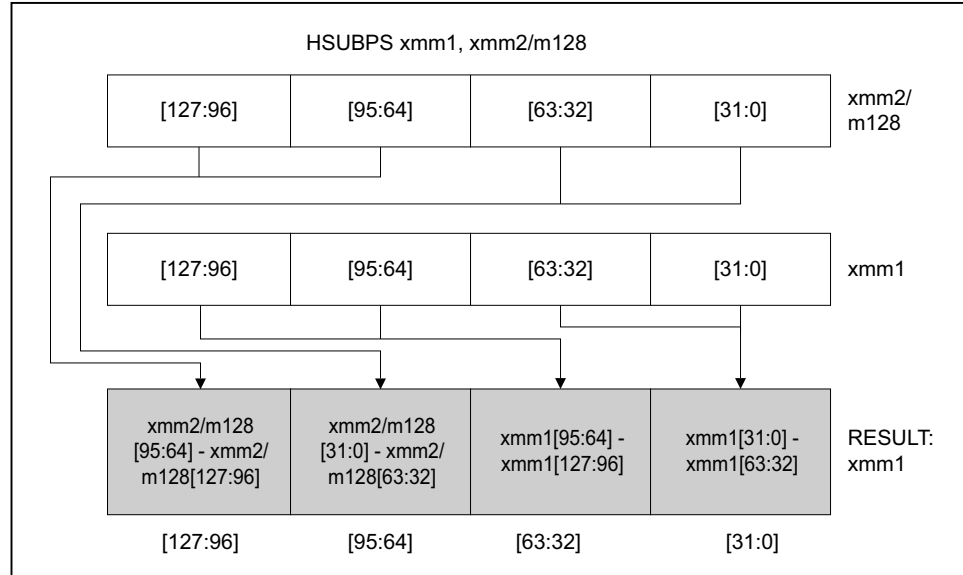 HSUBPS xmm1, xmm2/m128
[127:96] [95:64] [63:32] [31:0] xmm2/
m128
[127:96] [95:64] [63:32] [31:0] xmm1
xmm2/m128
[95:64] - xmm2/
m128[127:96]
xmm2/m128
[31:0] - xmm2/
m128[63:32]
xmm1[95:64] -
xmm1[127:96]
xmm1[31:0] -
xmm1[63:32]
RESULT:
xmm1
[127:96] [95:64] [63:32] [31:0]